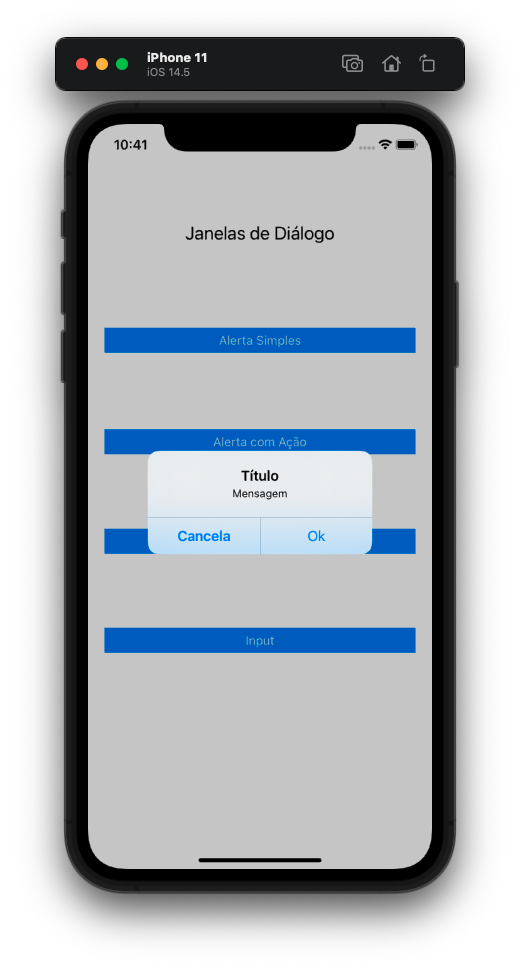 iPhone 11
iOS 14.5
10:41
Janelas de Diálogo
Alerta Simples
Alerta com Ação
Título
Mensagem
Cancela
Ok
Input